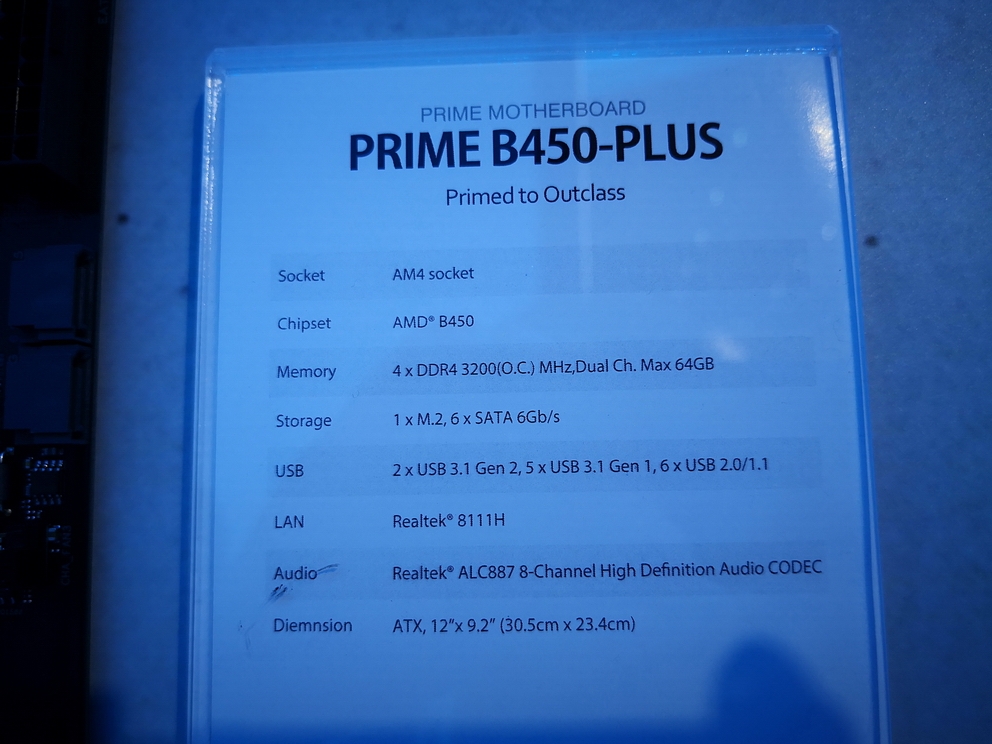 PRIME MOTHERBOARD
PRIME B450-PLUS
Primed to Outclass
Socket AM4 socket
Chipset AMD® B450
Memory 4 x DDR4 3200(O.C.) MHz,Dual Ch. Max 64GB
Storage 1 x M.2, 6 x SATA 6Gb/s
USB 2 x USB 3.1 Gen 2, 5 x USB 3.1 Gen 1, 6 x USB 2.0/1.1
LAN Realtek® 8111H
Audio Realtek® ALC887 8-Channel High Definition Audio CODEC
Diemnsion ATX, 12”x 9.2” (30.5cm x 23.4cm)